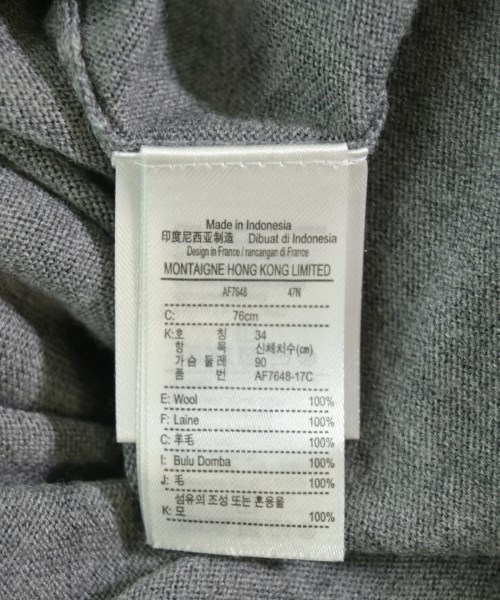 Made in Indonesia
印度尼西亚制造 Dibuat di Indonesia
Design in France / rancangan di France
MONTAIGNE HONG KONG LIMITED
AF7648 47N
C: 76cm
K:호 칭 34
항 목 신체치수(cm)
가슴 둘레 90
품 번 AF7648-17C
E: Wool 100%
F: Laine 100%
C: 羊毛 100%
I: Bulu Domba 100%
J: 毛 100%
섬유의 조성 또는 혼용율
K: 모 100%